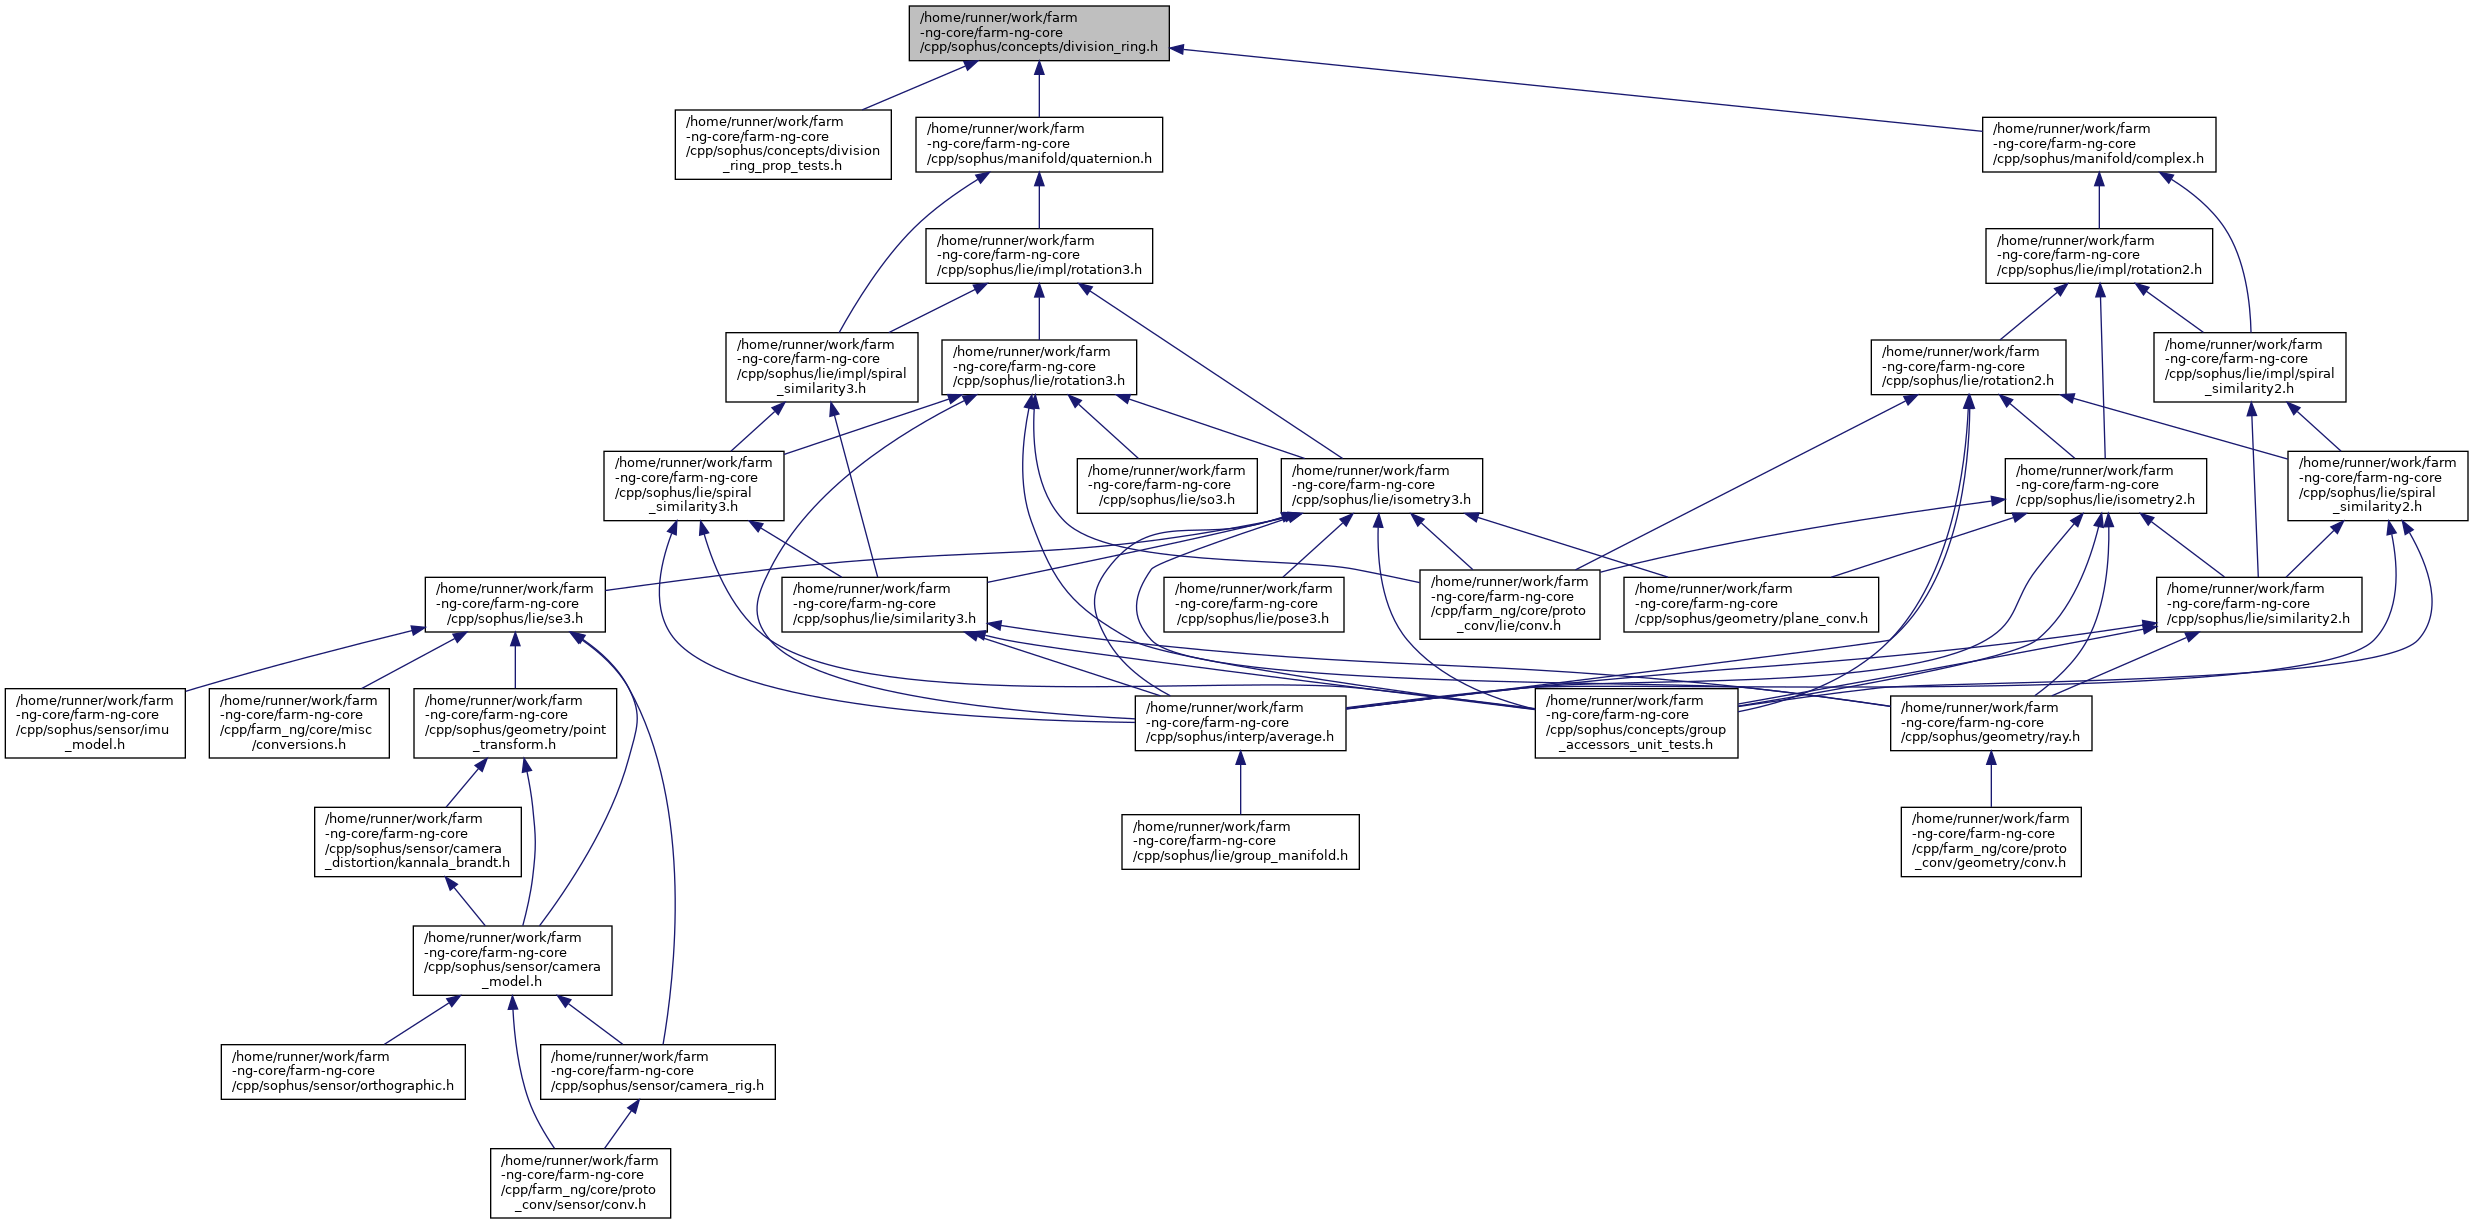 /home/runner/work/farm
-ng-core/farm-ng-core
/cpp/sophus/concepts/division_ring.h
/home/runner/work/farm
-ng-core/farm-ng-core
/cpp/sophus/concepts/division
_ring_prop_tests.h
/home/runner/work/farm
-ng-core/farm-ng-core
/cpp/sophus/manifold/quaternion.h
/home/runner/work/farm
-ng-core/farm-ng-core
/cpp/sophus/manifold/complex.h
/home/runner/work/farm
-ng-core/farm-ng-core
/cpp/sophus/lie/impl/rotation3.h
/home/runner/work/farm
-ng-core/farm-ng-core
/cpp/sophus/lie/impl/rotation2.h
/home/runner/work/farm
-ng-core/farm-ng-core
/cpp/sophus/lie/impl/spiral
_similarity3.h
/home/runner/work/farm
-ng-core/farm-ng-core
/cpp/sophus/lie/rotation3.h
/home/runner/work/farm
-ng-core/farm-ng-core
/cpp/sophus/lie/rotation2.h
/home/runner/work/farm
-ng-core/farm-ng-core
/cpp/sophus/lie/impl/spiral
_similarity2.h
/home/runner/work/farm
-ng-core/farm-ng-core
/cpp/sophus/lie/spiral
_similarity3.h
/home/runner/work/farm
-ng-core/farm-ng-core
/cpp/sophus/lie/so3.h
/home/runner/work/farm
-ng-core/farm-ng-core
/cpp/sophus/lie/isometry3.h
/home/runner/work/farm
-ng-core/farm-ng-core
/cpp/sophus/lie/isometry2.h
/home/runner/work/farm
-ng-core/farm-ng-core
/cpp/sophus/lie/spiral
_similarity2.h
/home/runner/work/farm
-ng-core/farm-ng-core
/cpp/sophus/lie/se3.h
/home/runner/work/farm
-ng-core/farm-ng-core
/cpp/sophus/lie/similarity3.h
/home/runner/work/farm
-ng-core/farm-ng-core
/cpp/sophus/lie/pose3.h
/home/runner/work/farm
-ng-core/farm-ng-core
/cpp/farm_ng/core/proto
_conv/lie/conv.h
/home/runner/work/farm
-ng-core/farm-ng-core
/cpp/sophus/geometry/plane_conv.h
/home/runner/work/farm
-ng-core/farm-ng-core
/cpp/sophus/lie/similarity2.h
/home/runner/work/farm
-ng-core/farm-ng-core
/cpp/sophus/sensor/imu
_model.h
/home/runner/work/farm
-ng-core/farm-ng-core
/cpp/farm_ng/core/misc
/conversions.h
/home/runner/work/farm
-ng-core/farm-ng-core
/cpp/sophus/geometry/point
_transform.h
/home/runner/work/farm
-ng-core/farm-ng-core
/cpp/sophus/interp/average.h
/home/runner/work/farm
-ng-core/farm-ng-core
/cpp/sophus/concepts/group
_accessors_unit_tests.h
/home/runner/work/farm
-ng-core/farm-ng-core
/cpp/sophus/geometry/ray.h
/home/runner/work/farm
-ng-core/farm-ng-core
/cpp/sophus/sensor/camera
_distortion/kannala_brandt.h
/home/runner/work/farm
-ng-core/farm-ng-core
/cpp/sophus/lie/group_manifold.h
/home/runner/work/farm
-ng-core/farm-ng-core
/cpp/farm_ng/core/proto
_conv/geometry/conv.h
/home/runner/work/farm
-ng-core/farm-ng-core
/cpp/sophus/sensor/camera
_model.h
/home/runner/work/farm
-ng-core/farm-ng-core
/cpp/sophus/sensor/orthographic.h
/home/runner/work/farm
-ng-core/farm-ng-core
/cpp/sophus/sensor/camera_rig.h
/home/runner/work/farm
-ng-core/farm-ng-core
/cpp/farm_ng/core/proto
_conv/sensor/conv.h